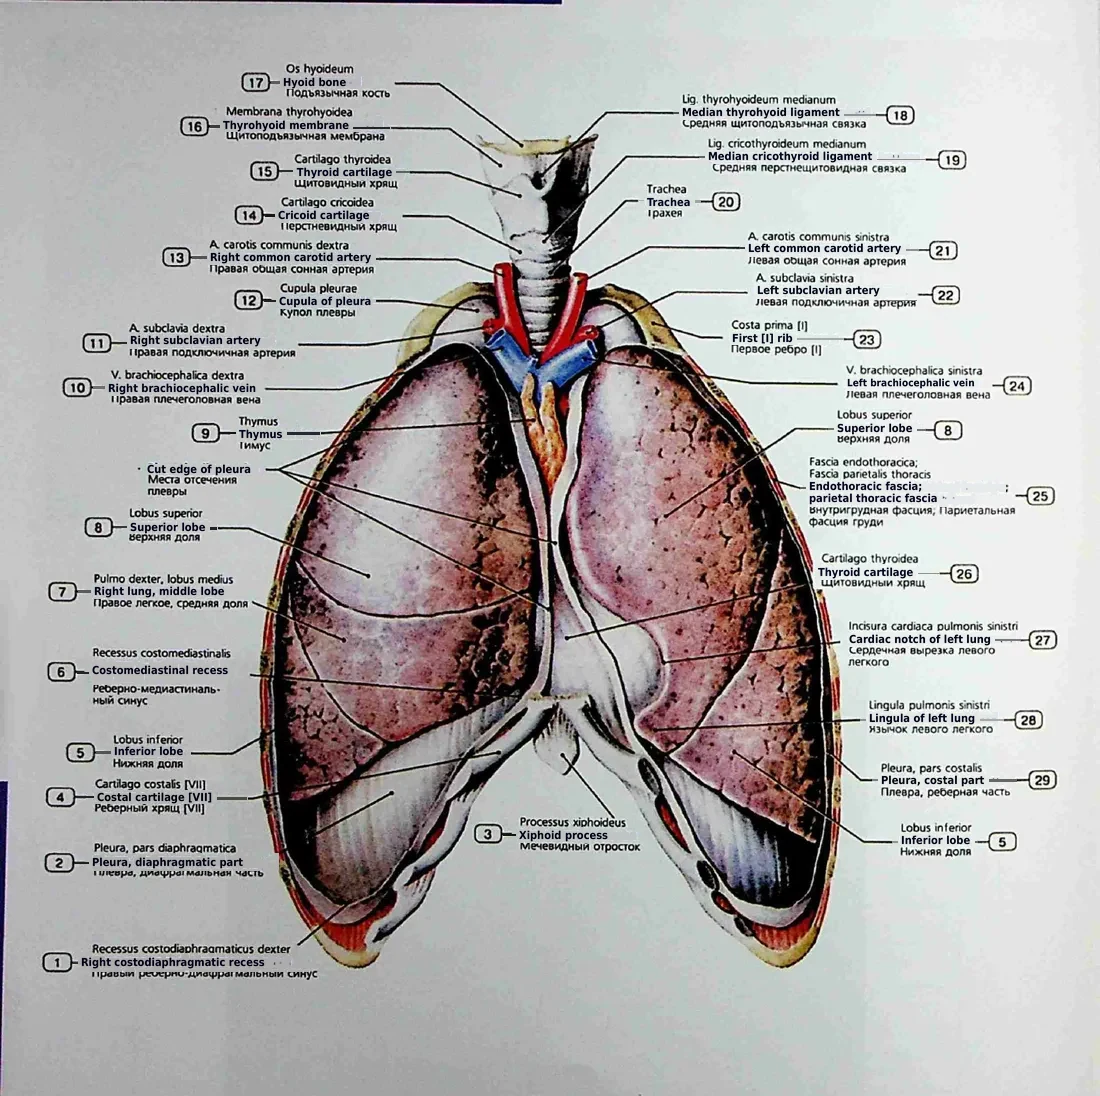 Os hyoideum
17
Hyoid bone
Подъязычная кость
Membrana thyrohyoidea
16
Thyrohyoid membrane
Щитоподъязычная мембрана
Cartilago thyroidea
15
Thyroid cartilage
Щитовидный хрящ
Cartilago cricoidea
14
Cricoid cartilage
Перстневидный хрящ
A. carotis communis dextra
13
Right common carotid artery
Правая общая сонная артерия
Cupula pleurae
12
Cupula of pleura
Купол плевры
A. subclavia dextra
11
Right subclavian artery
Правая подключичная артерия
V. brachiocephalica dextra
10
Right brachiocephalic vein
Правая плечеголовная вена
Thymus
9
Thymus
Тимус
Cut edge of pleura
Места отсечения
плевры
Lobus superior
8
Superior lobe
Верхняя доля
Pulmo dexter, lobus medius
7
Right lung, middle lobe
Правое легкое, средняя доля
Recessus costomediastinalis
6
Costomediastinal recess
Реберно-медиастиналь-
ный синус
Lobus inferior
5
Inferior lobe
Нижняя доля
Cartilago costalis [VII]
4
Costal cartilage [VII]
Реберный хрящ [VII]
Pleura, pars diaphragmatica
2
Pleura, diaphragmatic part
Плевра, диафрагмальная часть
Recessus costodiaphragmaticus dexter
1
Right costodiaphragmatic recess
Правый реберно-диафрагмальный синус
Processus xiphoideus
3
Xiphoid process
Мечевидный отросток
Lig. thyrohyoideum medianum
Median thyrohyoid ligament
18
Средняя щитоподъязычная связка
Lig. cricothyroideum medianum
Median cricothyroid ligament
19
Средняя перстнещитовидная связка
Trachea
Trachea
20
Трахея
A. carotis communis sinistra
Left common carotid artery
21
Левая общая сонная артерия
A. subclavia sinistra
Left subclavian artery
22
Левая подключичная артерия
Costa prima [I]
First [I] rib
23
Первое ребро [I]
V. brachiocephalica sinistra
Left brachiocephalic vein
24
Левая плечеголовная вена
Lobus superior
Superior lobe
8
Верхняя доля
Fascia endothoracica;
Fascia parietalis thoracis
Endothoracic fascia;
parietal thoracic fascia
25
Внутригрудная фасция; Париетальная
фасция груди
Cartilago thyroidea
Thyroid cartilage
26
Щитовидный хрящ
Incisura cardiaca pulmonis sinistri
Cardiac notch of left lung
27
Сердечная вырезка левого
легкого
Lingula pulmonis sinistri
Lingula of left lung
28
Язычок левого легкого
Pleura, pars costalis
Pleura, costal part
29
Плевра, реберная часть
Lobus inferior
Inferior lobe
5
Нижняя доля